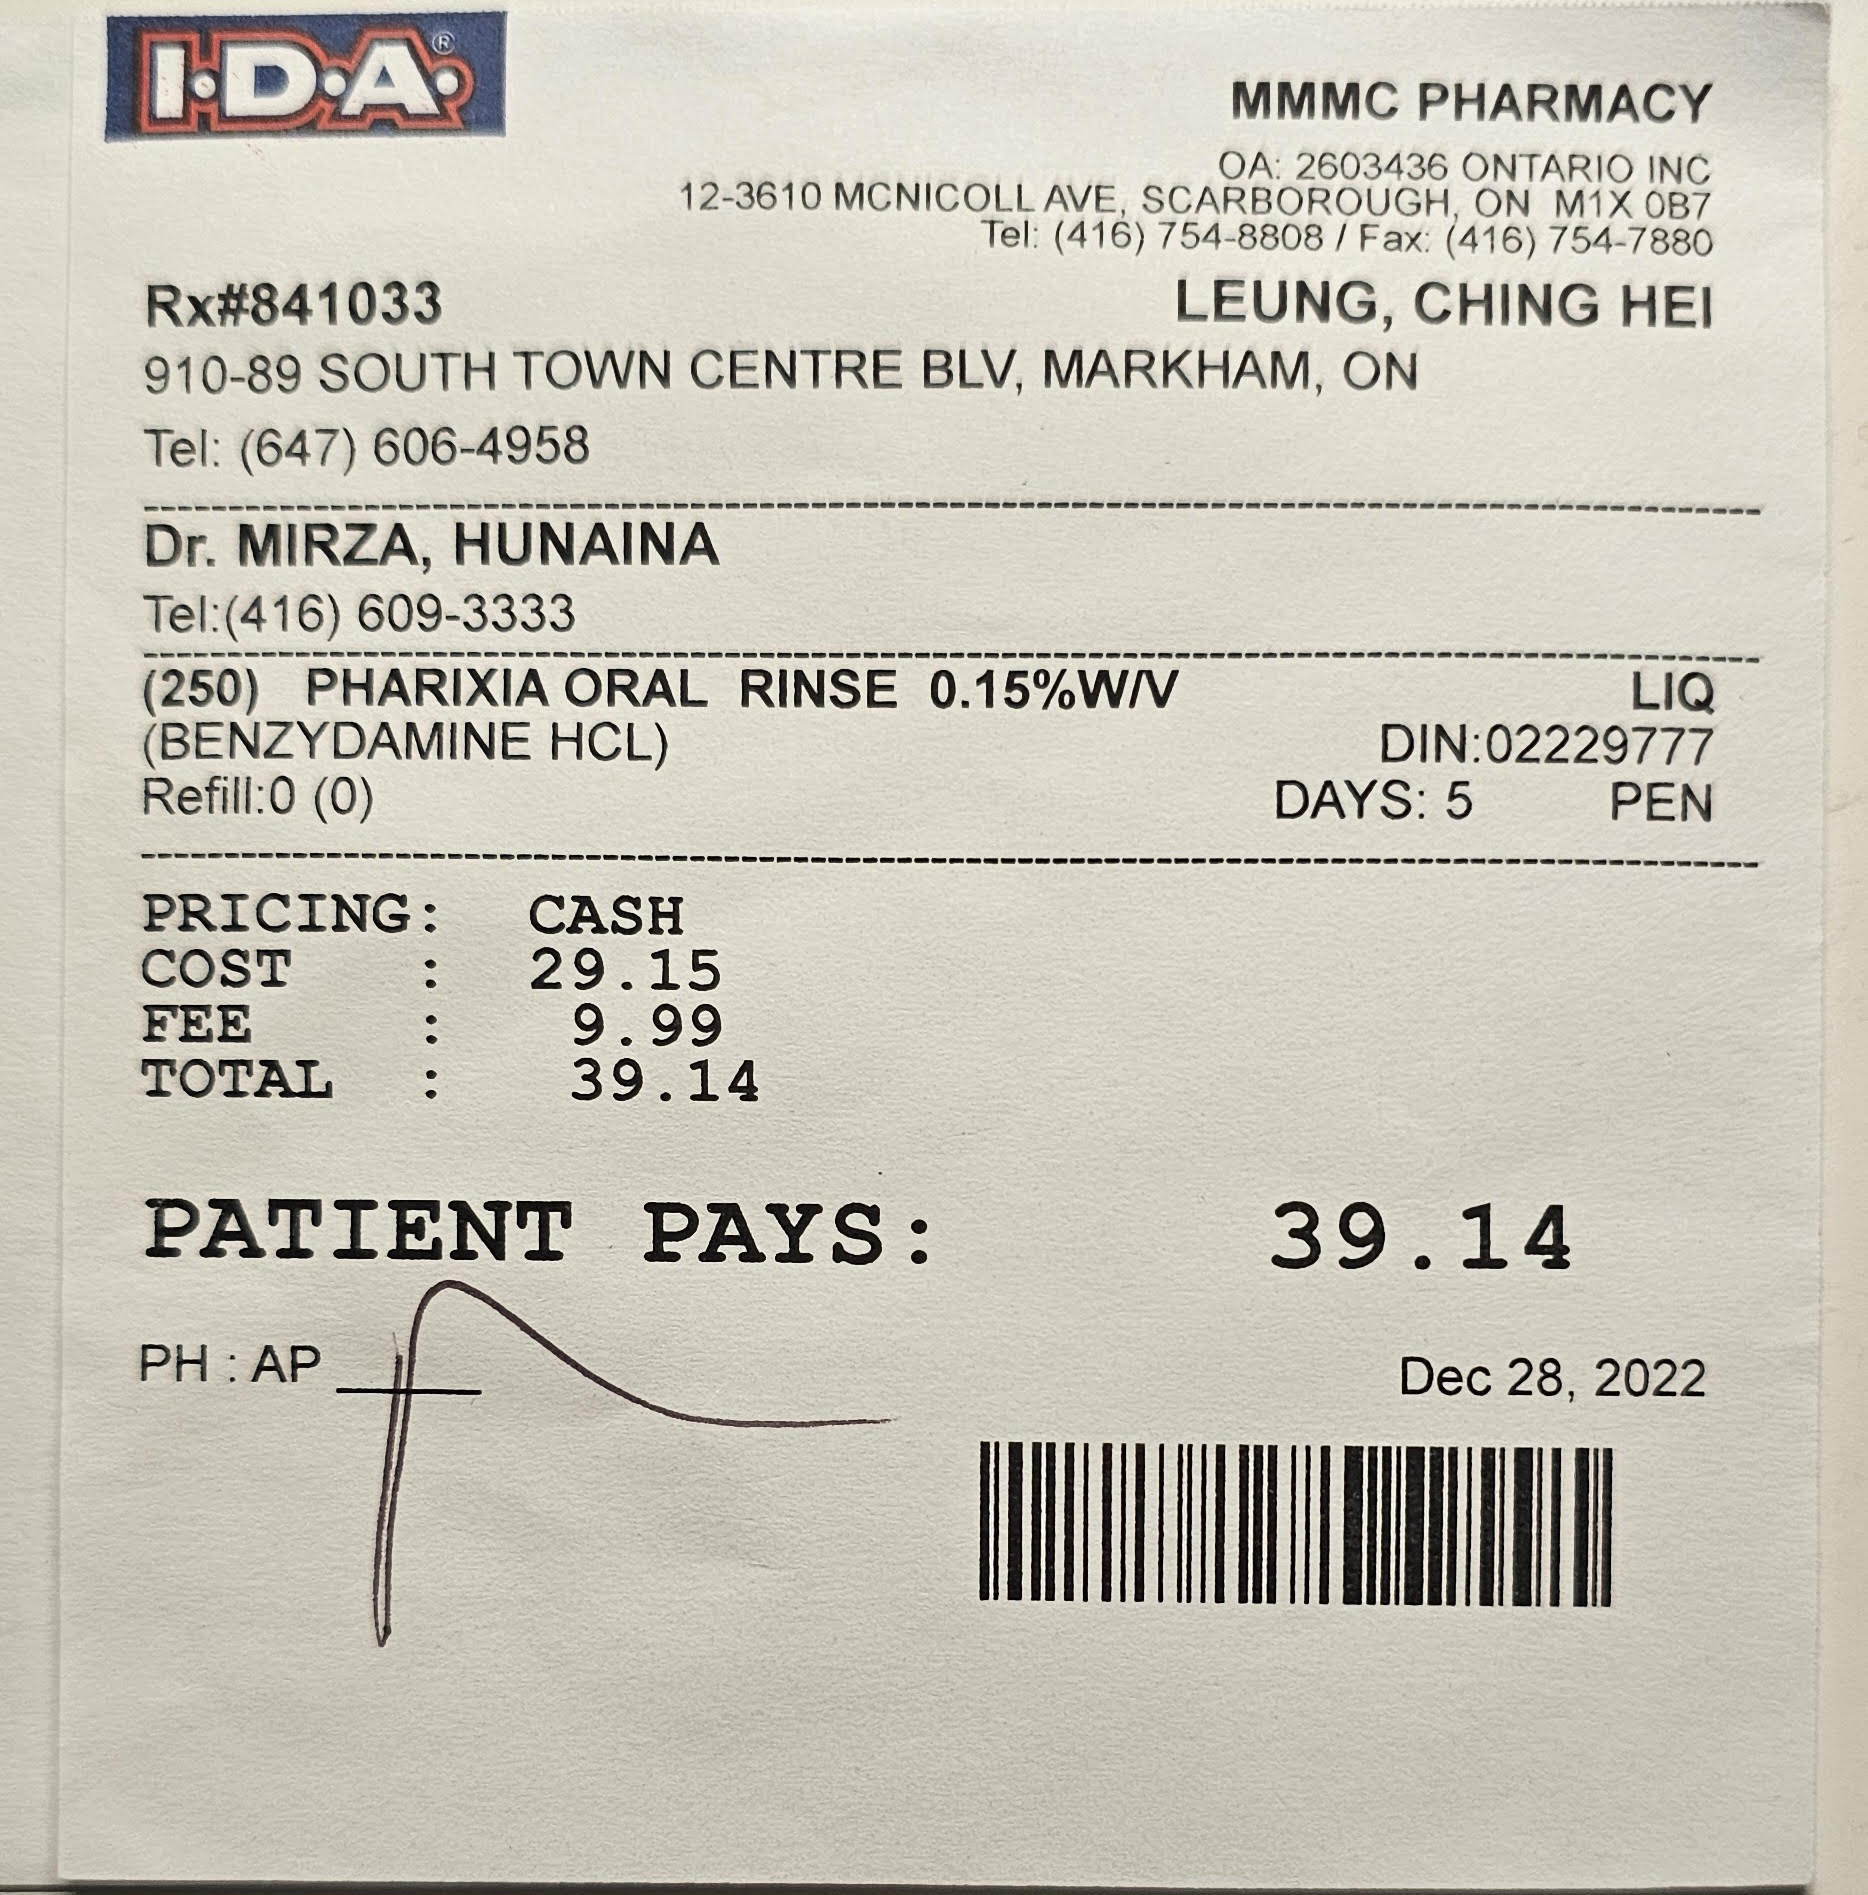 I·D·A·®
MMMC PHARMACY
OA: 2603436 ONTARIO INC
12-3610 MCNICOLL AVE, SCARBOROUGH, ON M1X 0B7
Tel: (416) 754-8808 / Fax: (416) 754-7880
Rx#841033 LEUNG, CHING HEI
910-89 SOUTH TOWN CENTRE BLV, MARKHAM, ON
Tel: (647) 606-4958
Dr. MIRZA, HUNAINA
Tel:(416) 609-3333
(250) PHARIXIA ORAL RINSE 0.15%W/V LIQ
(BENZYDAMINE HCL) DIN:02229777
Refill:0 (0) DAYS: 5 PEN
PRICING: CASH
COST : 29.15
FEE : 9.99
TOTAL : 39.14
PATIENT PAYS: 39.14
PH : AP
Dec 28, 2022